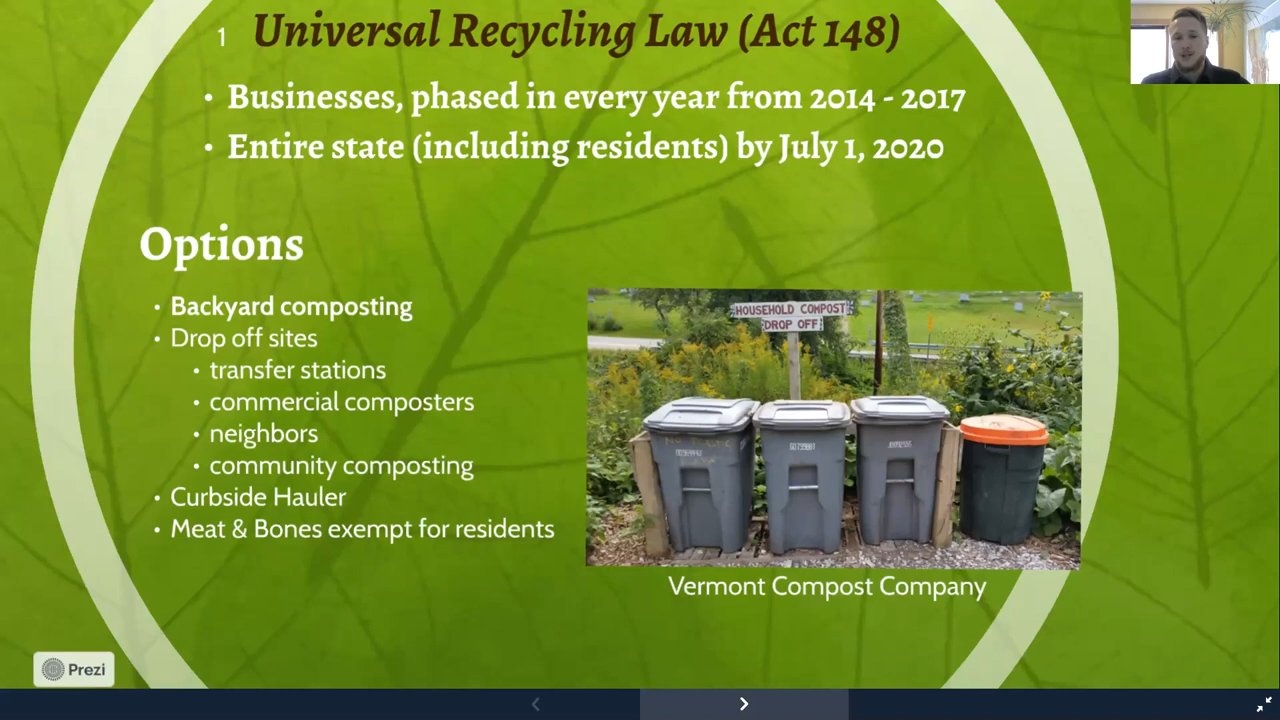 1 Universal Recycling Law (Act 148)
• Businesses, phased in every year from 2014 - 2017
• Entire state (including residents) by July 1, 2020
Options
• Backyard composting
• Drop off sites
• transfer stations
• commercial composters
• neighbors
• community composting
• Curbside Hauler
• Meat & Bones exempt for residents
HOUSEHOLD COMPOST
DROP OFF
Vermont Compost Company
Prezi